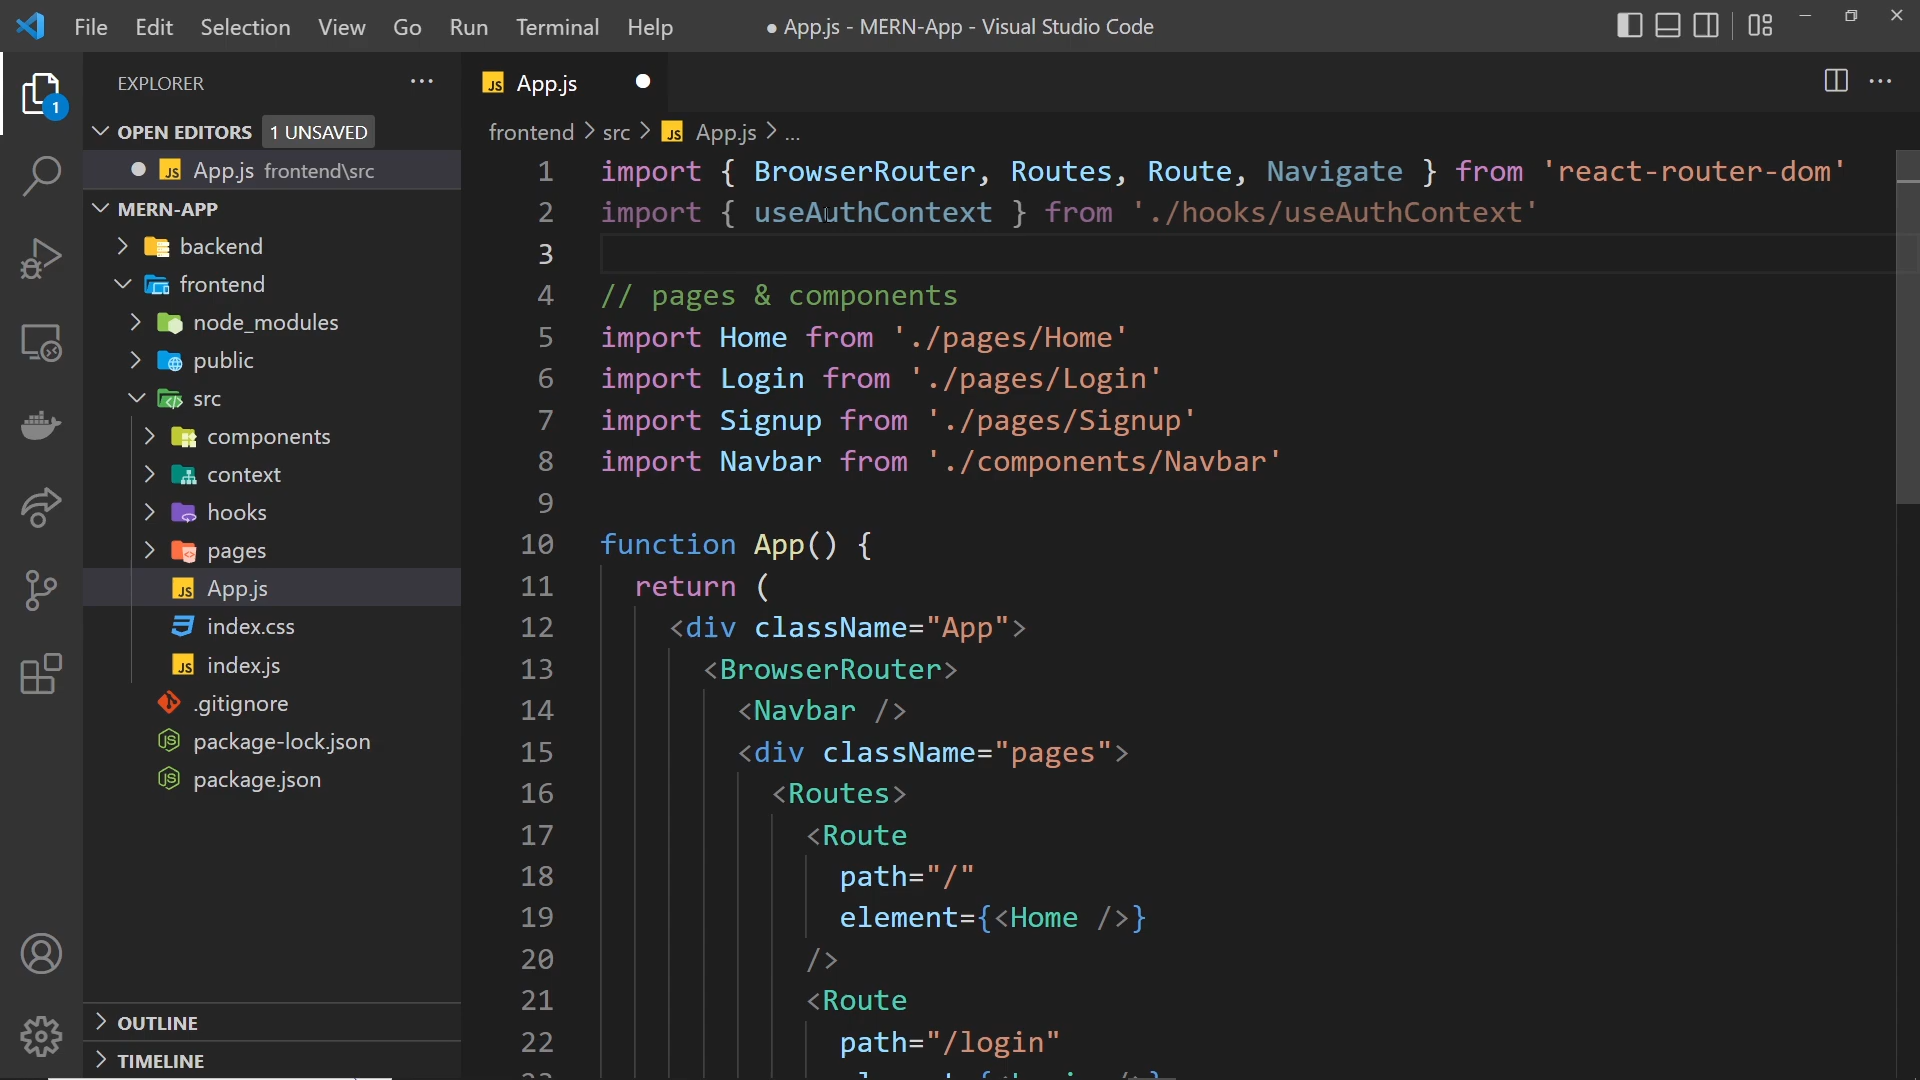 File Edit Selection View Go Run Terminal Help
● App.js - MERN-App - Visual Studio Code
EXPLORER
1
OPEN EDITORS 1 UNSAVED
App.js frontend\src
MERN-APP
backend
frontend
node_modules
public
src
components
context
hooks
pages
App.js
index.css
index.js
.gitignore
package-lock.json
package.json
OUTLINE
TIMELINE
App.js
frontend > src > App.js > ...
1 import { BrowserRouter, Routes, Route, Navigate } from 'react-router-dom'
2 import { useAuthContext } from './hooks/useAuthContext'
3
4 // pages & components
5 import Home from './pages/Home'
6 import Login from './pages/Login'
7 import Signup from './pages/Signup'
8 import Navbar from './components/Navbar'
9
10 function App() {
11 return (
12 <div className="App">
13 <BrowserRouter>
14 <Navbar />
15 <div className="pages">
16 <Routes>
17 <Route
18 path="/"
19 element={<Home />}
20 />
21 <Route
22 path="/login"